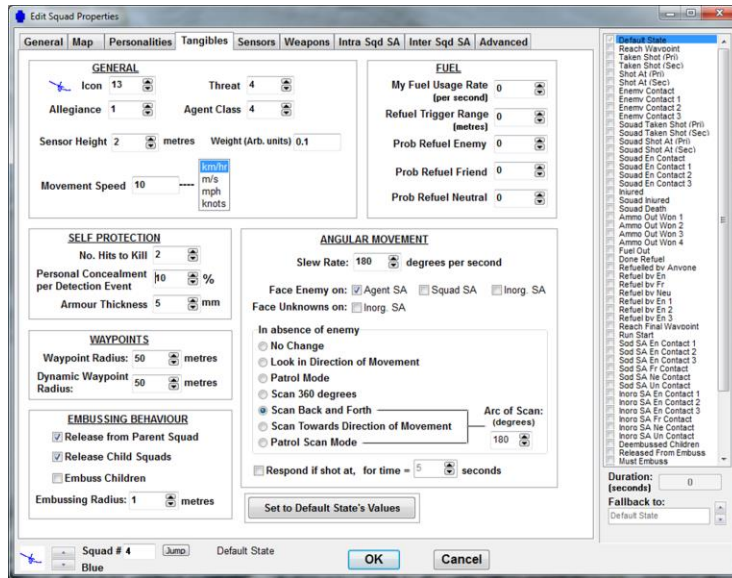 Edit Squad Properties
General Map Personalities Tangibles Sensors Weapons Intra Sqd SA Inter Sqd SA Advanced
GENERAL
Icon 13 Threat 4
Allegiance 1 Agent Class 4
Sensor Height 2 metres Weight (Arb. units) 0.1
Movement Speed 10 ----
km/hr
m/s
mph
knots
FUEL
My Fuel Usage Rate 0
(per second)
Refuel Trigger Range 0
(metres)
Prob Refuel Enemy 0
Prob Refuel Friend 0
Prob Refuel Neutral 0
SELF PROTECTION
No. Hits to Kill 2
Personal Concealment
per Detection Event 10 %
Armour Thickness 5 mm
WAYPOINTS
Waypoint Radius: 50 metres
Dynamic Waypoint
Radius: 50 metres
EMBUSSING BEHAVIOUR
Release from Parent Squad
Release Child Squads
Embuss Children
Embussing Radius: 1 metres
ANGULAR MOVEMENT
Slew Rate: 180 degrees per second
Face Enemy on: Agent SA Squad SA Inorg. SA
Face Unknowns on: Inorg. SA
In absence of enemy
No Change
Look in Direction of Movement
Patrol Mode
Scan 360 degrees
Scan Back and Forth
Scan Towards Direction of Movement
Patrol Scan Mode
Arc of Scan:
(degrees)
180
Respond if shot at, for time = 5 seconds
Set to Default State's Values
Default State
Reach Waypoint
Taken Shot (Pri)
Taken Shot (Sec)
Shot At (Pri)
Shot At (Sec)
Enemy Contact
Enemy Contact 1
Enemy Contact 2
Enemy Contact 3
Squad Taken Shot (Pri)
Squad Taken Shot (Sec)
Squad Shot At (Pri)
Squad Shot At (Sec)
Squad En Contact
Squad En Contact 1
Squad En Contact 2
Squad En Contact 3
Injured
Squad Injured
Squad Death
Ammo Out Wpn 1
Ammo Out Wpn 2
Ammo Out Wpn 3
Ammo Out Wpn 4
Fuel Out
Done Refuel
Refuelled by Anyone
Refuel by En
Refuel by Fr
Refuel by Neu
Refuel by En 1
Refuel by En 2
Refuel by En 3
Reach Final Waypoint
Run Start
Sqd SA En Contact 1
Sqd SA En Contact 2
Sqd SA En Contact 3
Sqd SA Fr Contact
Sqd SA Ne Contact
Sqd SA Un Contact
Inorg SA En Contact 1
Inorg SA En Contact 2
Inorg SA En Contact 3
Inorg SA Fr Contact
Inorg SA Ne Contact
Inorg SA Un Contact
Deembussed Children
Released From Embuss
Must Embuss
Duration:
(seconds) 0
Fallback to:
Default State
Squad # 4 Jump Default State
Blue
OK Cancel